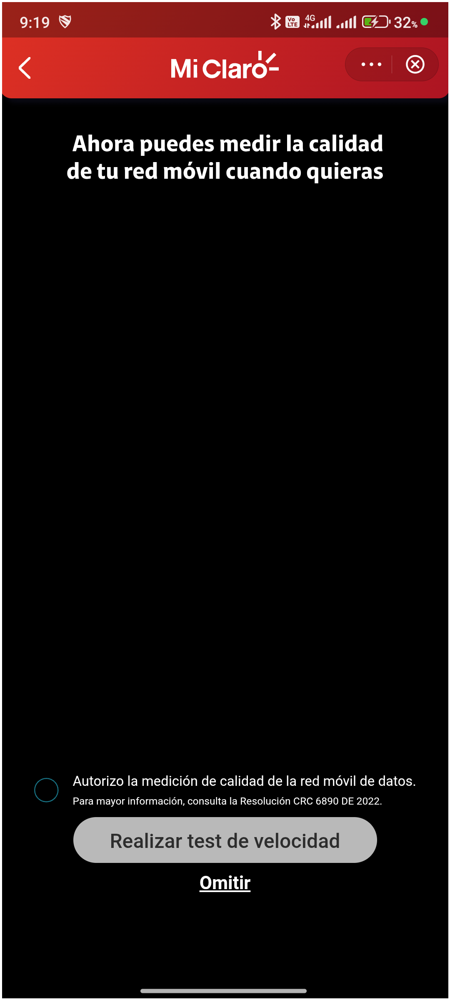 9:19
Vo LTE 4G 32%
Mi Claro
Ahora puedes medir la calidad
de tu red móvil cuando quieras
Autorizo la medición de calidad de la red móvil de datos.
Para mayor información, consulta la Resolución CRC 6890 DE 2022.
Realizar test de velocidad
Omitir